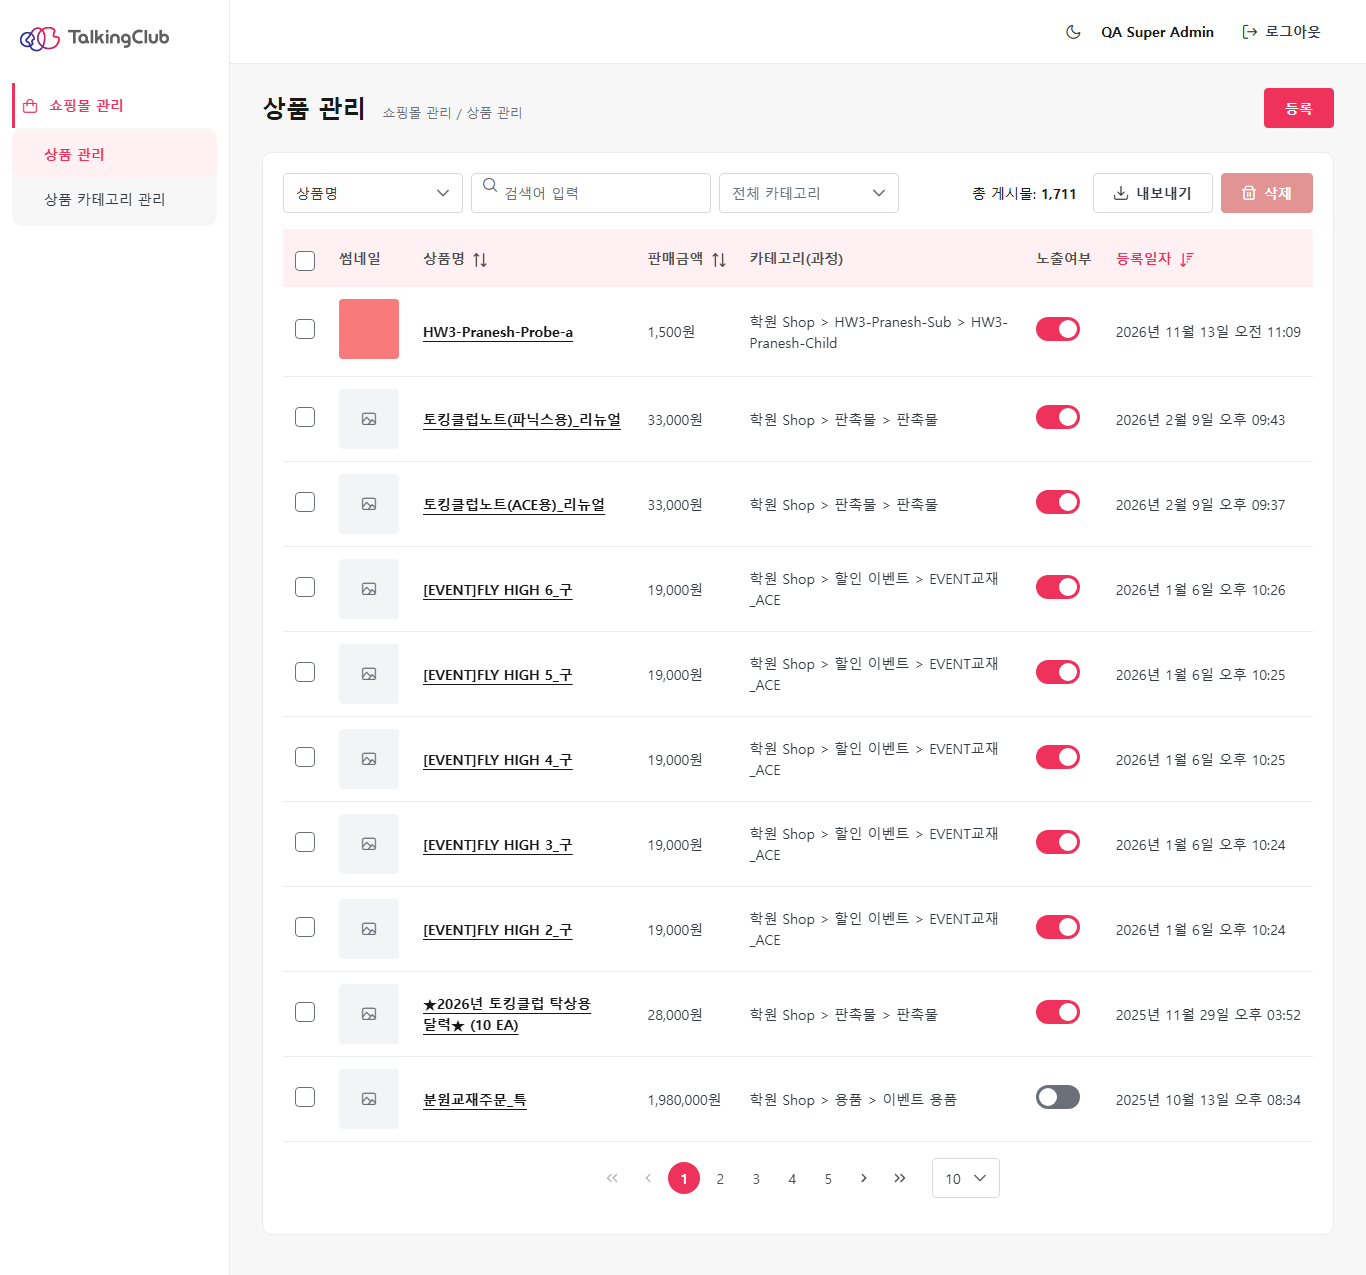 TalkingClub
QA Super Admin
로그아웃
쇼핑몰 관리
상품 관리
상품 카테고리 관리
상품 관리
쇼핑몰 관리 / 상품 관리
등록
상품명
검색어 입력
전체 카테고리
총 게시물: 1,711
내보내기
삭제
썸네일 상품명 판매금액 카테고리(과정) 노출여부 등록일자
HW3-Pranesh-Probe-a 1,500원 학원 Shop > HW3-Pranesh-Sub > HW3-
Pranesh-Child 2026년 11월 13일 오전 11:09
토킹클럽노트(파닉스용)_리뉴얼 33,000원 학원 Shop > 판촉물 > 판촉물 2026년 2월 9일 오후 09:43
토킹클럽노트(ACE용)_리뉴얼 33,000원 학원 Shop > 판촉물 > 판촉물 2026년 2월 9일 오후 09:37
[EVENT]FLY HIGH 6_구 19,000원 학원 Shop > 할인 이벤트 > EVENT교재
_ACE 2026년 1월 6일 오후 10:26
[EVENT]FLY HIGH 5_구 19,000원 학원 Shop > 할인 이벤트 > EVENT교재
_ACE 2026년 1월 6일 오후 10:25
[EVENT]FLY HIGH 4_구 19,000원 학원 Shop > 할인 이벤트 > EVENT교재
_ACE 2026년 1월 6일 오후 10:25
[EVENT]FLY HIGH 3_구 19,000원 학원 Shop > 할인 이벤트 > EVENT교재
_ACE 2026년 1월 6일 오후 10:24
[EVENT]FLY HIGH 2_구 19,000원 학원 Shop > 할인 이벤트 > EVENT교재
_ACE 2026년 1월 6일 오후 10:24
★2026년 토킹클럽 탁상용
달력★ (10 EA) 28,000원 학원 Shop > 판촉물 > 판촉물 2025년 11월 29일 오후 03:52
분원교재주문_특 1,980,000원 학원 Shop > 용품 > 이벤트 용품 2025년 10월 13일 오후 08:34
1 2 3 4 5 10